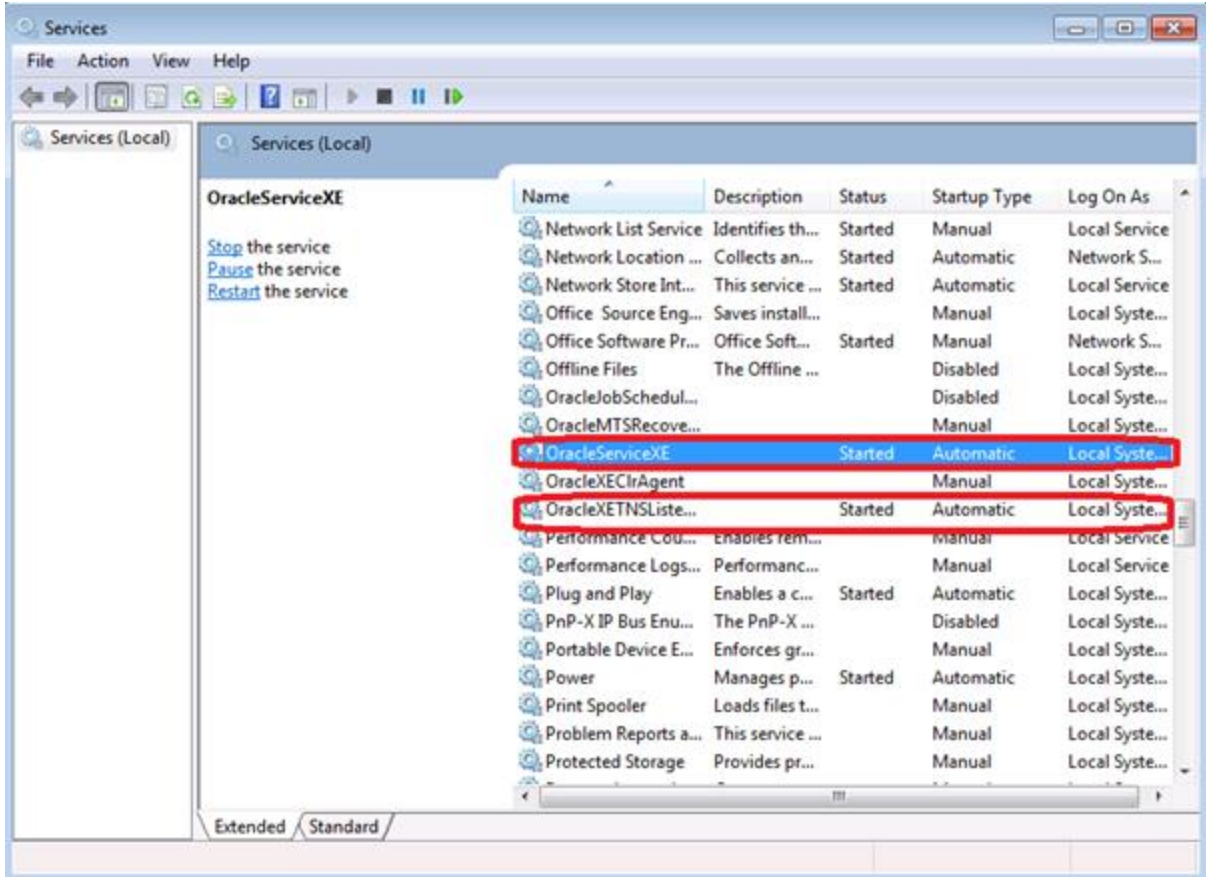 Services
File Action View Help
Services (Local)
Services (Local)
OracleServiceXE
Stop the service
Pause the service
Restart the service
Name Description Status Startup Type Log On As
Network List Service Identifies th... Started Manual Local Service
Network Location ... Collects an... Started Automatic Network S...
Network Store Int... This service ... Started Automatic Local Service
Office Source Eng... Saves install... Manual Local Syste...
Office Software Pr... Office Soft... Started Manual Network S...
Offline Files The Offline ... Disabled Local Syste...
OracleJobSchedul... Disabled Local Syste...
OracleMTSRecove... Manual Local Syste...
OracleServiceXE Started Automatic Local Syste...
OracleXEClrAgent Manual Local Syste...
OracleXETNSListe... Started Automatic Local Syste...
Performance Cou... Enables rem... Manual Local Service
Performance Logs... Performanc... Manual Local Service
Plug and Play Enables a c... Started Automatic Local Syste...
PnP-X IP Bus Enu... The PnP-X ... Disabled Local Syste...
Portable Device E... Enforces gr... Manual Local Syste...
Power Manages p... Started Automatic Local Syste...
Print Spooler Loads files t... Manual Local Syste...
Problem Reports a... This service ... Manual Local Syste...
Protected Storage Provides pr... Manual Local Syste...
Extended Standard